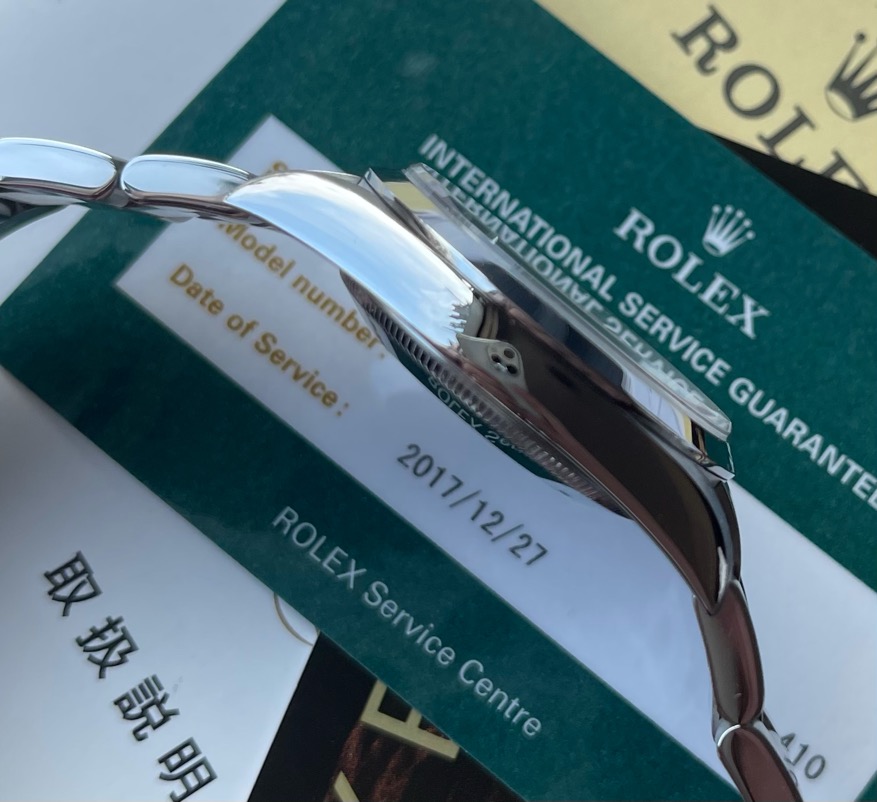 ROLEX
ROLEX
INTERNATIONAL SERVICE GUARANTEE
Model number:
Date of Service :
2017/12/27
ROLEX
ROLEX Service Centre
410
取扱説明